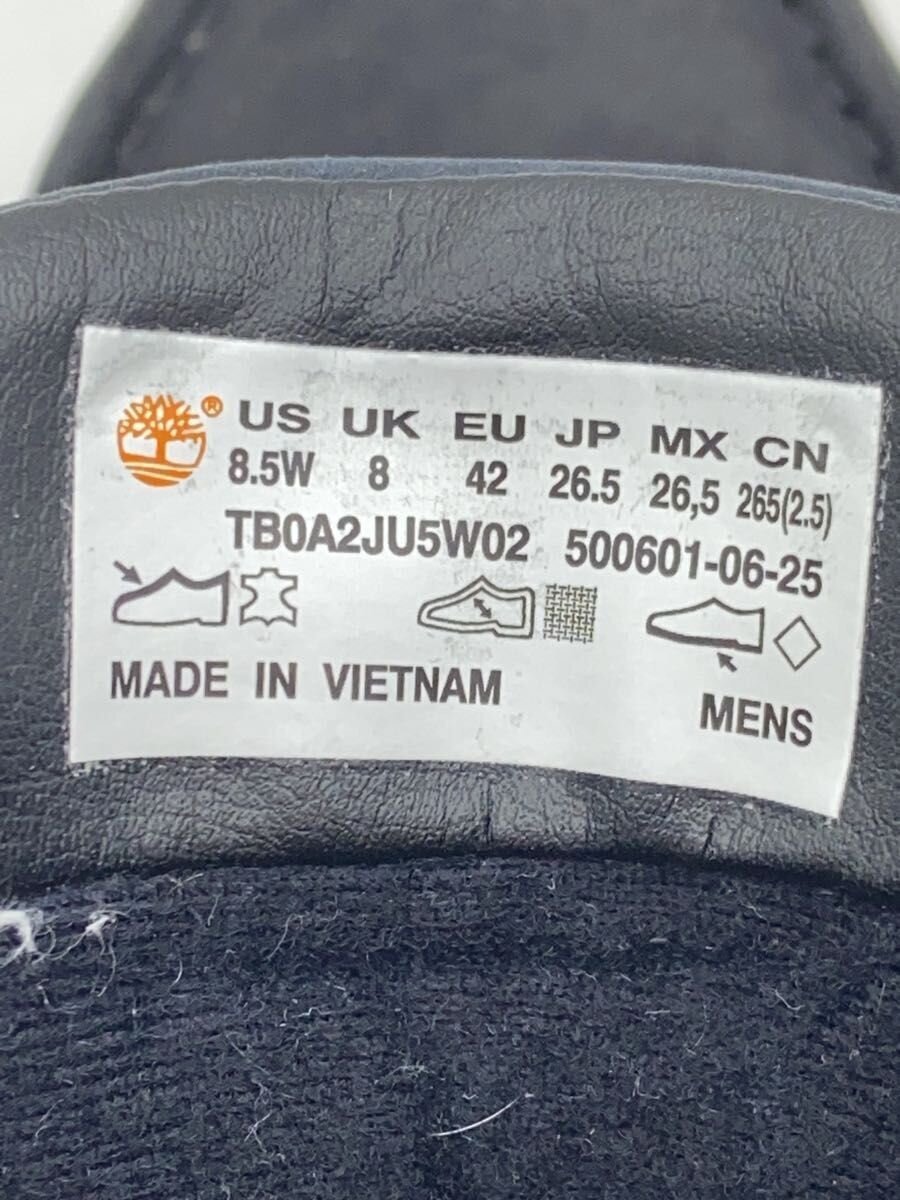 ® US UK EU JP MX CN
8.5W 8 42 26.5 26,5 265(2.5)
TB0A2JU5W02 500601-06-25
MADE IN VIETNAM
MENS